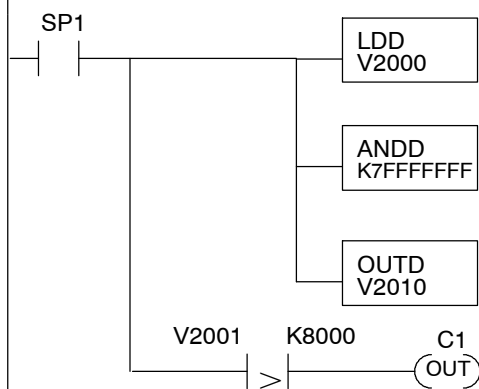 SP1
LDD
V2000
ANDD
K7FFFFFFF
OUTD
V2010
V2001 > K8000 C1
OUT